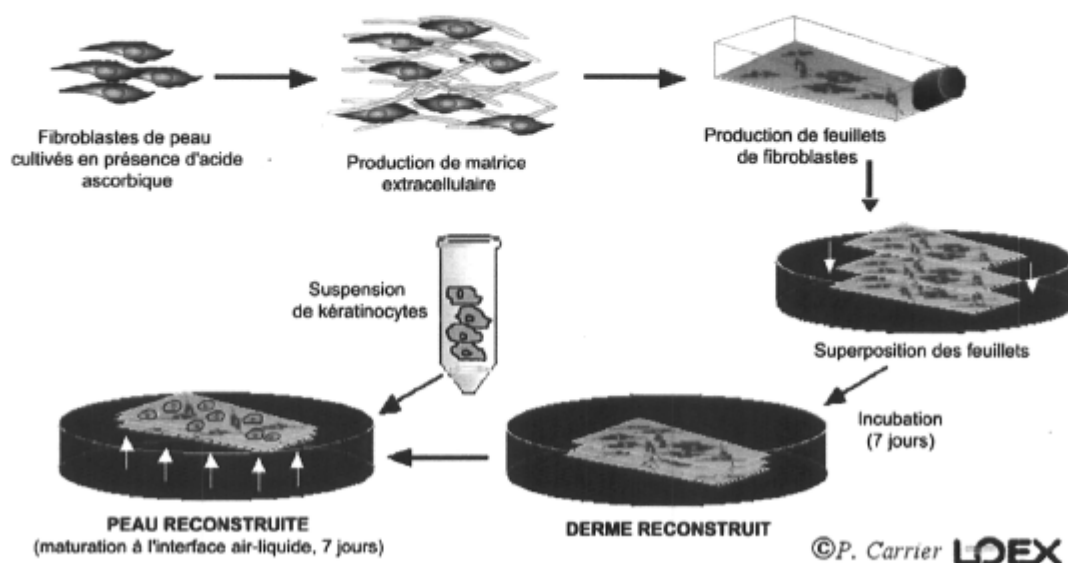 Fibroblastes de peau
cultivés en présence d'acide
ascorbique
Production de matrice
extracellulaire
Production de feuillets
de fibroblastes
Suspension
de kératinocytes
Superposition des feuillets
Incubation
(7 jours)
PEAU RECONSTRUITE
(maturation à l'interface air-liquide, 7 jours)
DERME RECONSTRUIT
©P. Carrier LOEX